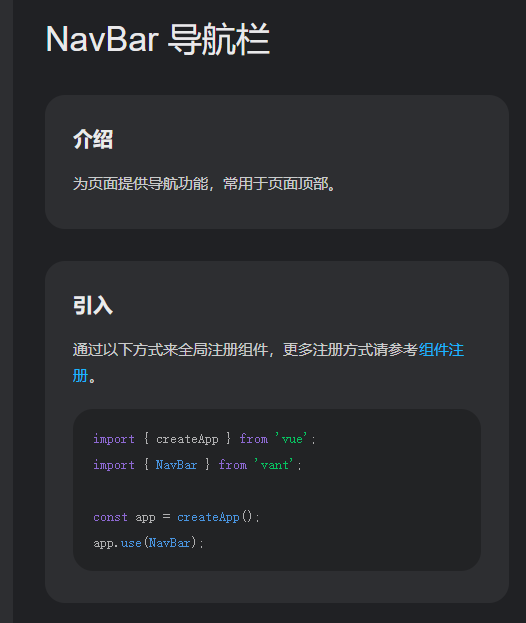 NavBar 导航栏
介绍
为页面提供导航功能，常用于页面顶部。
引入
通过以下方式来全局注册组件，更多注册方式请参考组件注
册。
import { createApp } from 'vue';
import { NavBar } from 'vant';
const app = createApp();
app.use(NavBar);